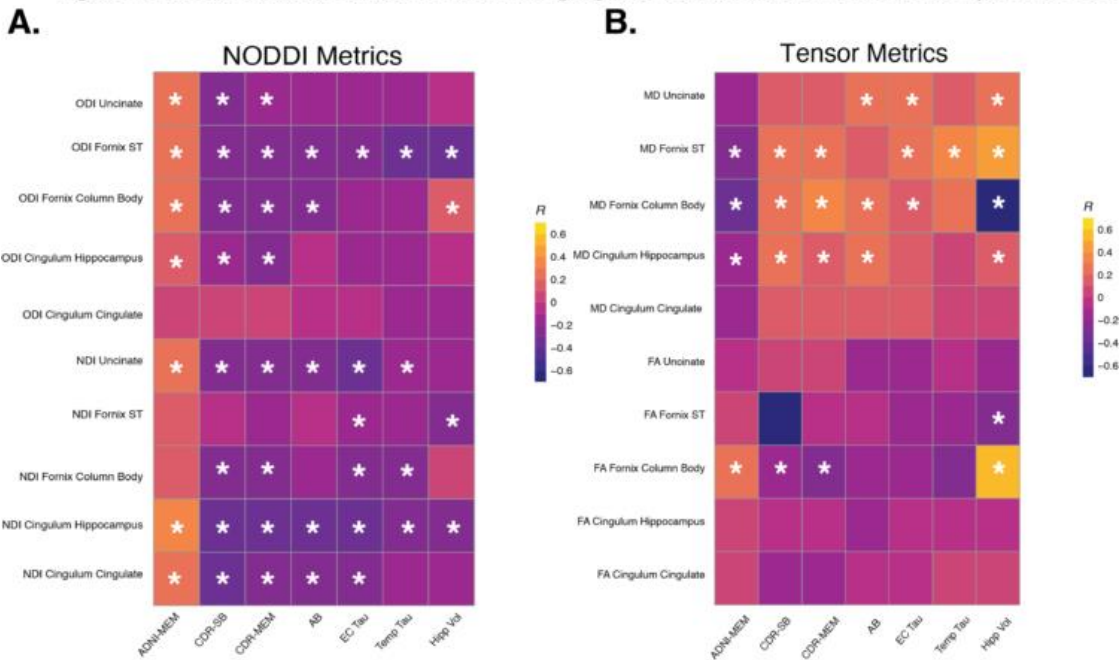 A.
NODDI Metrics
ODI Uncinate
ODI Fornix ST
ODI Fornix Column Body
ODI Cingulum Hippocampus
ODI Cingulum Cingulate
NDI Uncinate
NDI Fornix ST
NDI Fornix Column Body
NDI Cingulum Hippocampus
NDI Cingulum Cingulate
* * *
* * * * * * *
* * * * *
* * *
* * * * * *
* *
* * * *
* * * * * * *
* * * * *
ADNI-MEM
CDR-SB
CDR-MEM
AB
EC Tau
Temp Tau
Hipp Vol
R
0.6
0.4
0.2
0
−0.2
−0.4
−0.6
B.
Tensor Metrics
MD Uncinate
MD Fornix ST
MD Fornix Column Body
MD Cingulum Hippocampus
MD Cingulum Cingulate
FA Uncinate
FA Fornix ST
FA Fornix Column Body
FA Cingulum Hippocampus
FA Cingulum Cingulate
* * *
* * * * * *
* * * * * *
* * * * *
*
* * * *
ADNI-MEM
CDR-SB
CDR-MEM
AB
EC Tau
Temp Tau
Hipp Vol
R
0.6
0.4
0.2
0
−0.2
−0.4
−0.6